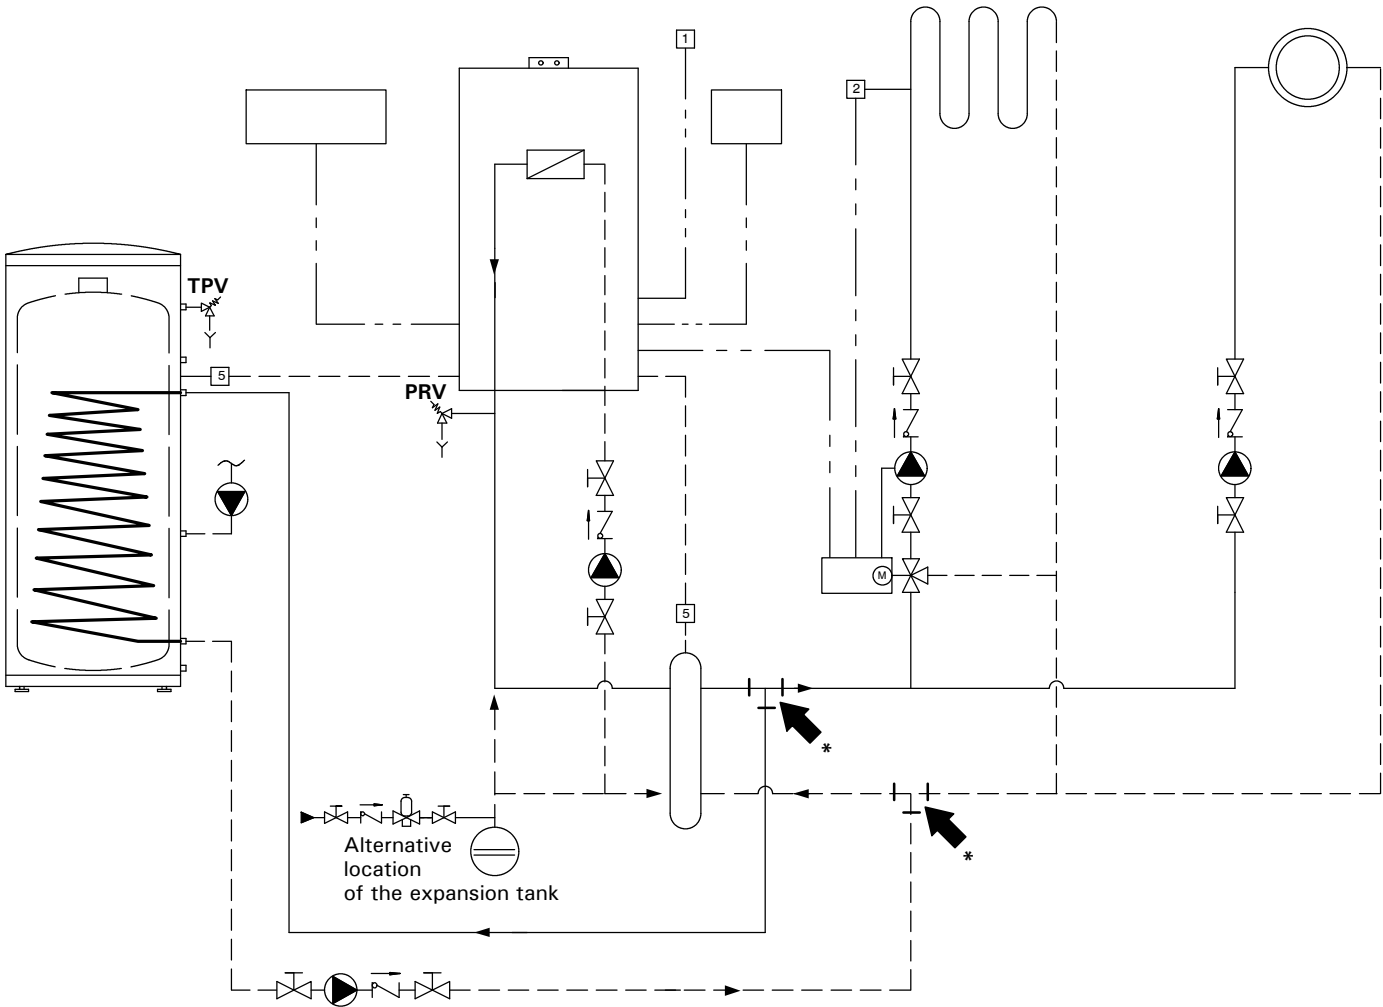 1
2
TPV
5
PRV
M
5
*
Alternative
location
of the expansion tank
*